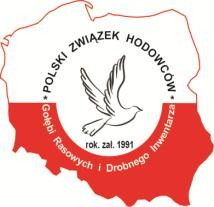 * POLSKI ZWIĄZEK HODOWCÓW *
rok. zał. 1991
Gołębi Rasowych i Drobnego Inwentarza